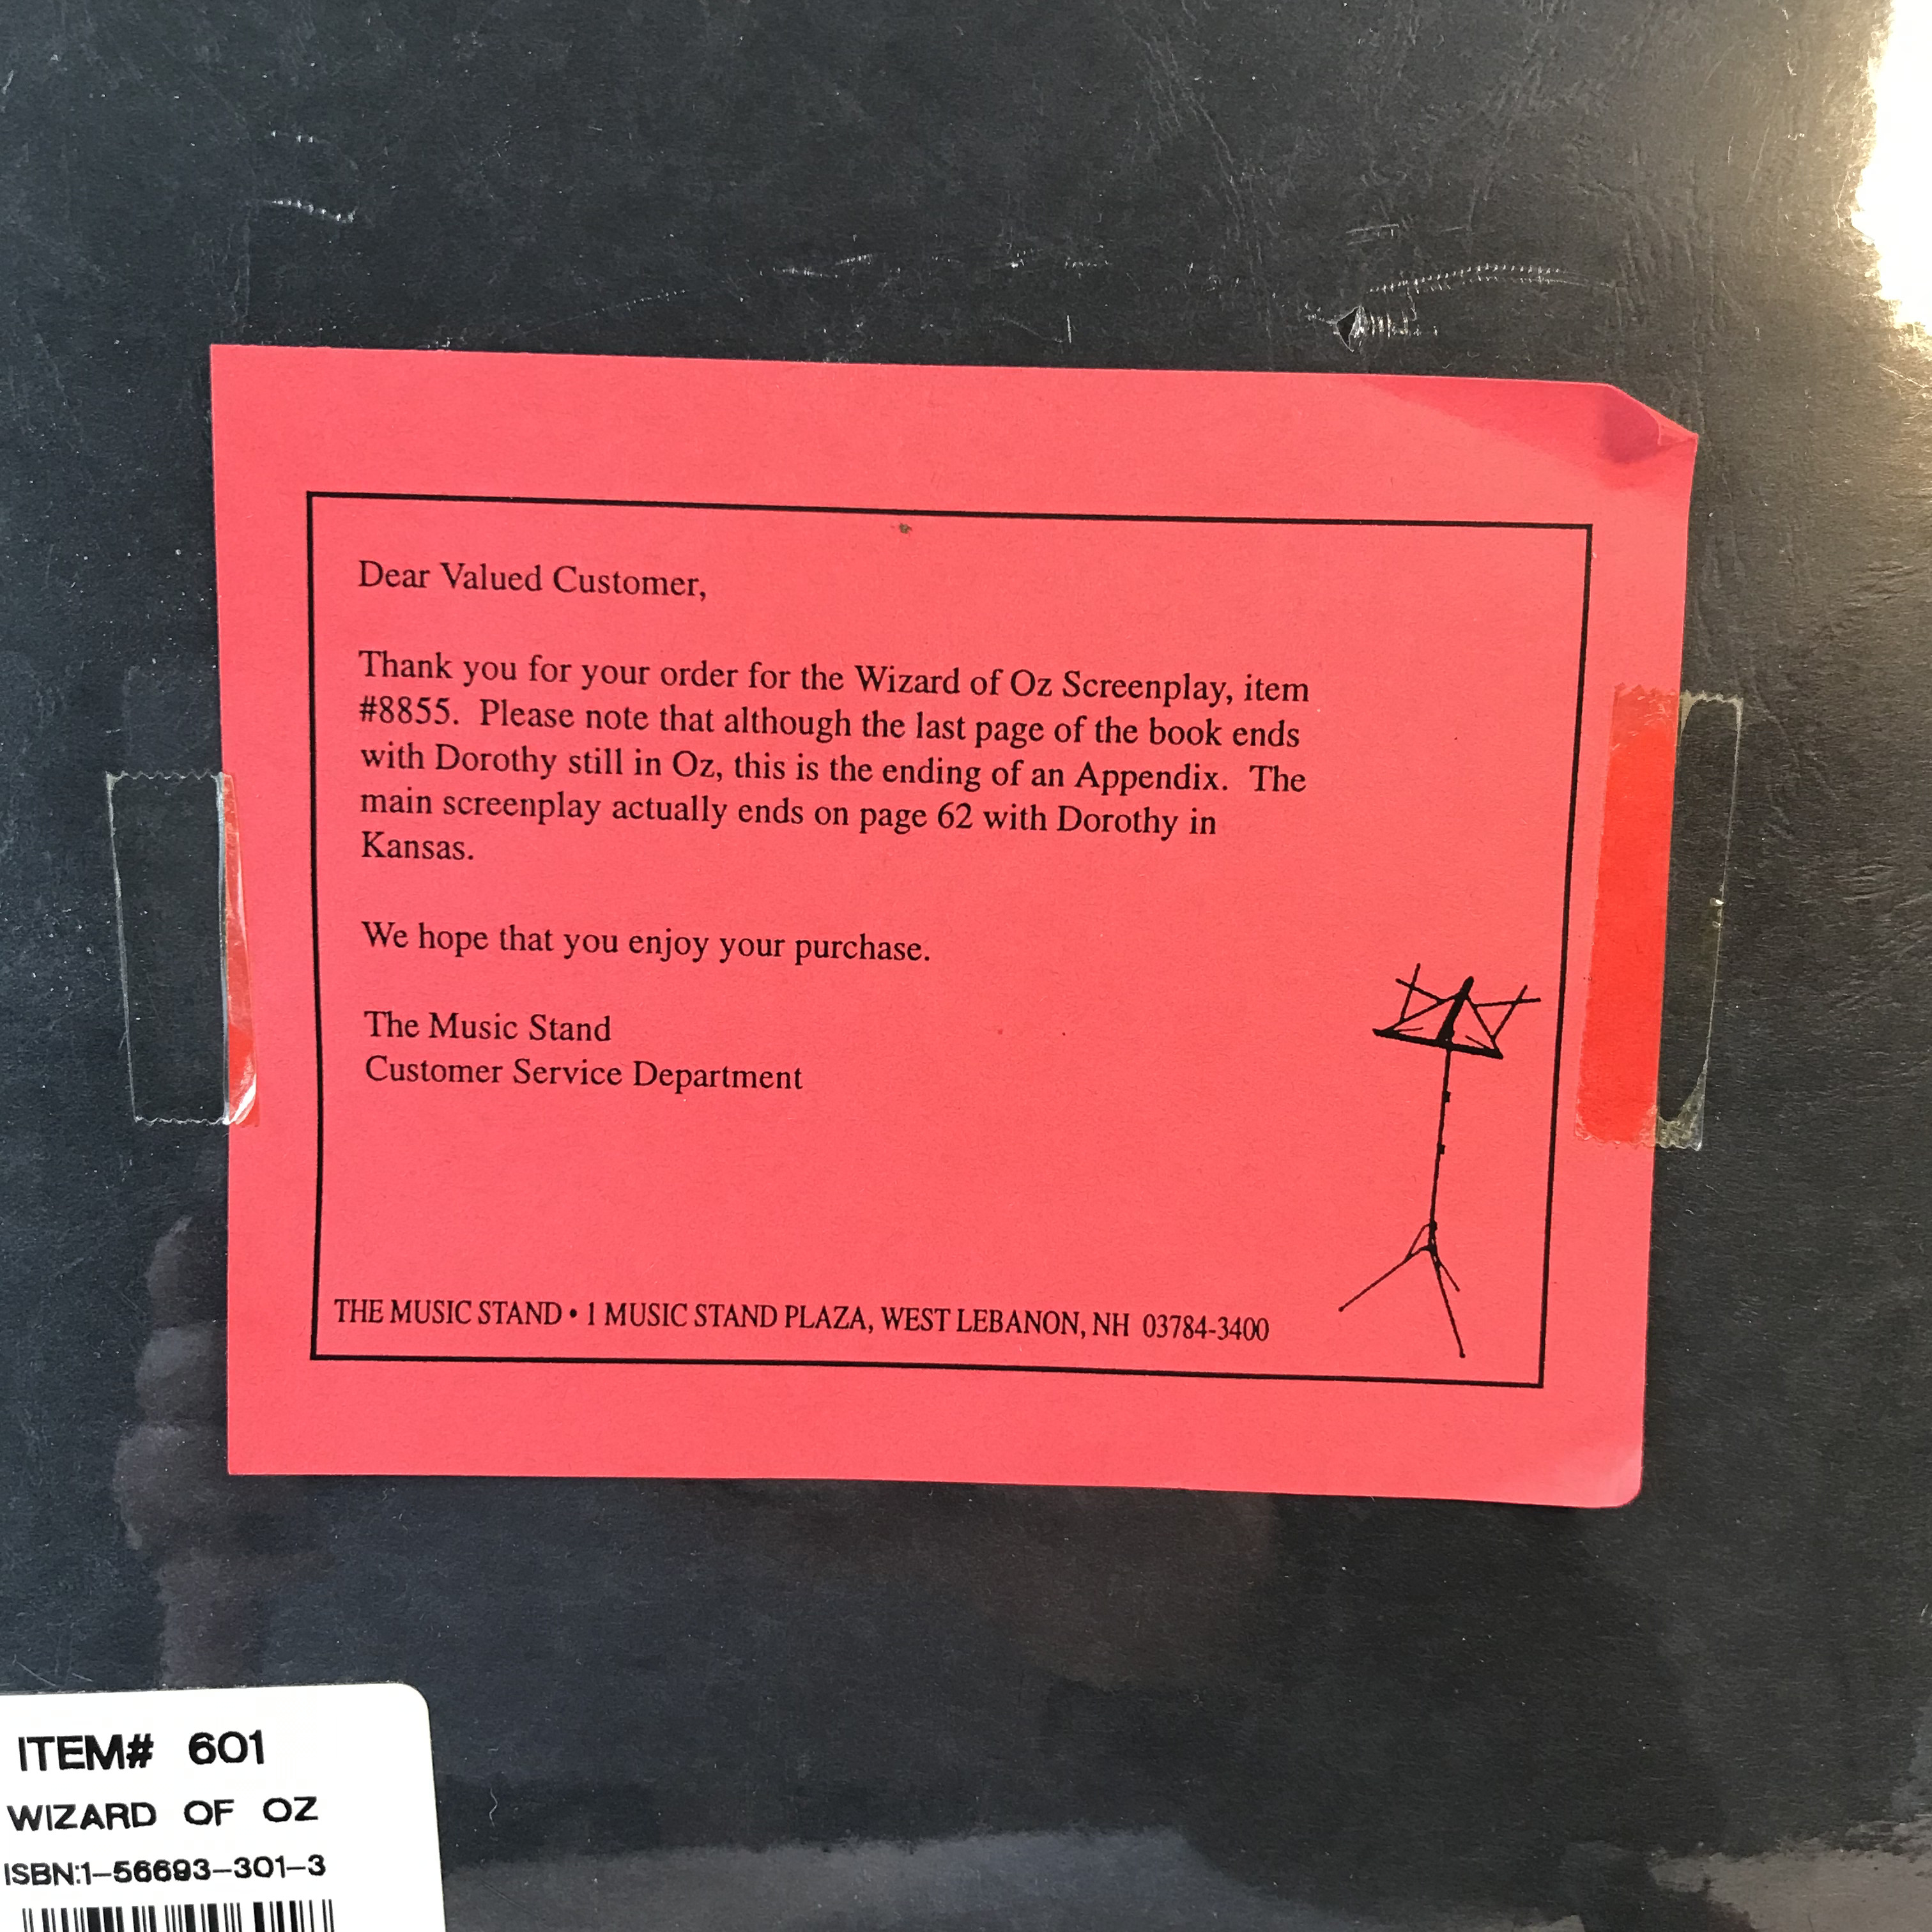 Dear Valued Customer,
Thank you for your order for the Wizard of Oz Screenplay, item
#8855. Please note that although the last page of the book ends
with Dorothy still in Oz, this is the ending of an Appendix. The
main screenplay actually ends on page 62 with Dorothy in
Kansas.
We hope that you enjoy your purchase.
The Music Stand
Customer Service Department
THE MUSIC STAND • 1 MUSIC STAND PLAZA, WEST LEBANON, NH 03784-3400
ITEM# 601
WIZARD OF OZ
ISBN:1-56693-301-3